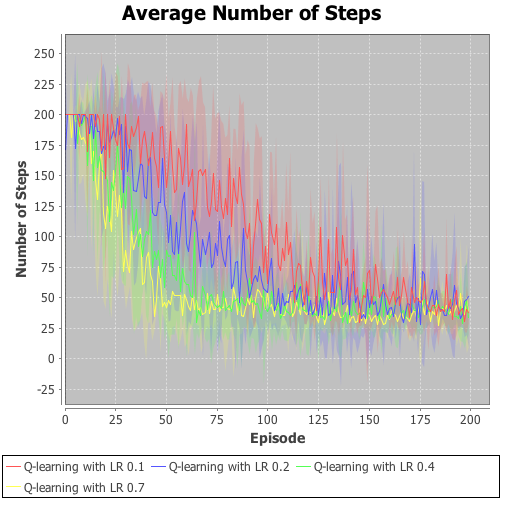 Average Number of Steps
Number of Steps
250
225
200
175
150
125
100
75
50
25
0
-25
0 25 50 75 100 125 150 175 200
Episode
Q-learning with LR 0.1 Q-learning with LR 0.2 Q-learning with LR 0.4
Q-learning with LR 0.7